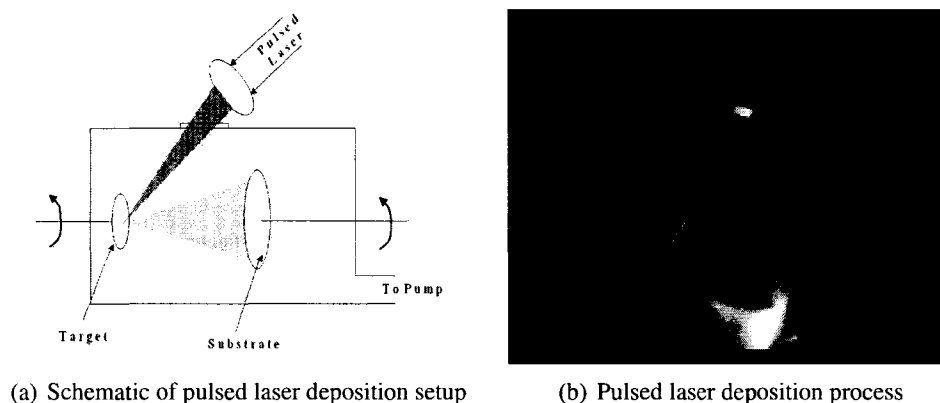 Pulsed
Laser
To Pump
Target
Substrate
(a) Schematic of pulsed laser deposition setup
(b) Pulsed laser deposition process